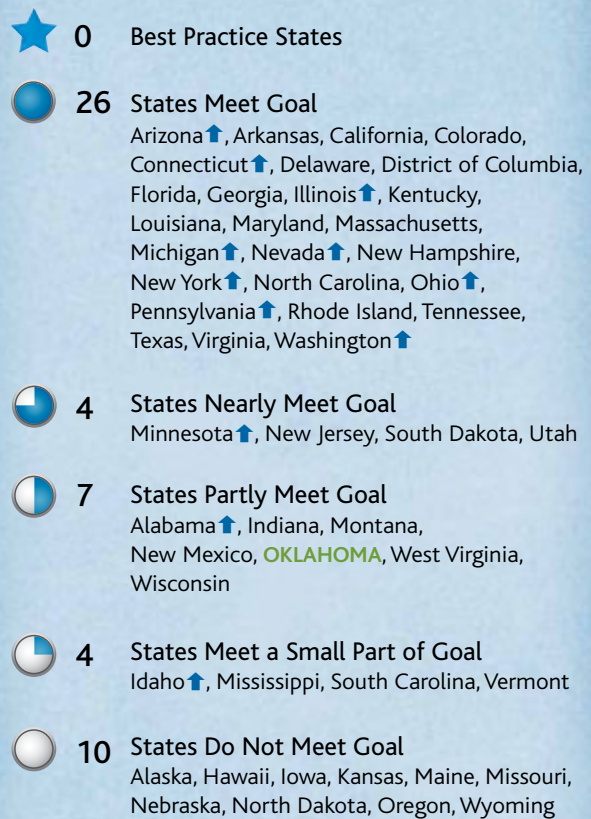 0 Best Practice States
26 States Meet Goal
Arizona⬆, Arkansas, California, Colorado,
Connecticut⬆, Delaware, District of Columbia,
Florida, Georgia, Illinois⬆, Kentucky,
Louisiana, Maryland, Massachusetts,
Michigan⬆, Nevada⬆, New Hampshire,
New York⬆, North Carolina, Ohio⬆,
Pennsylvania⬆, Rhode Island, Tennessee,
Texas, Virginia, Washington⬆
4 States Nearly Meet Goal
Minnesota⬆, New Jersey, South Dakota, Utah
7 States Partly Meet Goal
Alabama⬆, Indiana, Montana,
New Mexico, OKLAHOMA, West Virginia,
Wisconsin
4 States Meet a Small Part of Goal
Idaho⬆, Mississippi, South Carolina, Vermont
10 States Do Not Meet Goal
Alaska, Hawaii, Iowa, Kansas, Maine, Missouri,
Nebraska, North Dakota, Oregon, Wyoming